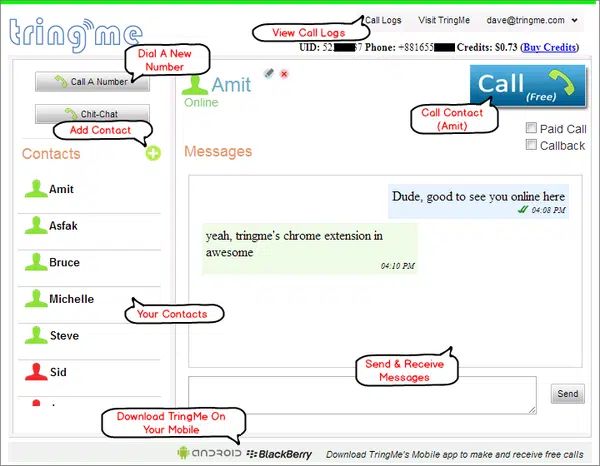 tringme
View Call Logs
Call Logs Visit TringMe dave@tringme.com
UID: 52 37 Phone: +881655 Credits: $0.73 (Buy Credits)
Dial A New
Number
Call A Number
Chit-Chat
Add Contact
Contacts
Amit
Asfak
Bruce
Michelle
Steve
Sid
Your Contacts
Amit
Online
Call
(Free)
Call Contact
(Amit)
Paid Call
Callback
Messages
Dude, good to see you online here
04:08 PM
yeah, tringme's chrome extension in
awesome
04:10 PM
Send & Receive
Messages
Send
Download TringMe On
Your Mobile
ANDROID BlackBerry Download TringMe's Mobile app to make and receive free calls